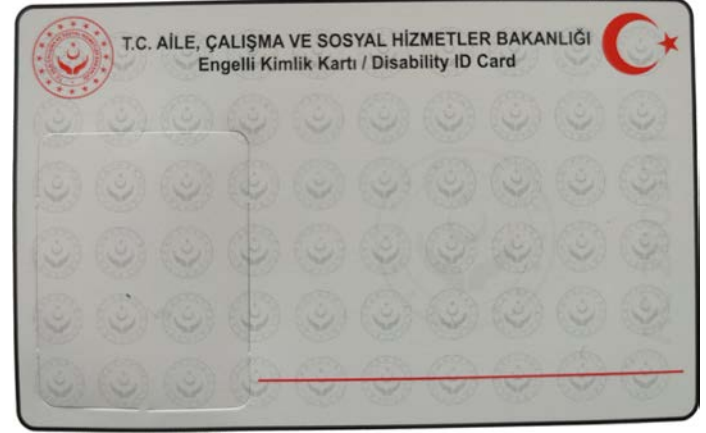 T.C. AİLE, ÇALIŞMA VE SOSYAL HİZMETLER BAKANLIĞI
Engelli Kimlik Kartı / Disability ID Card